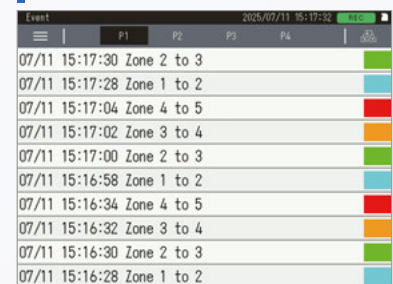 Event 2025/07/11 15:17:32 REC
P1 P2 P3 P4
07/11 15:17:30 Zone 2 to 3
07/11 15:17:28 Zone 1 to 2
07/11 15:17:04 Zone 4 to 5
07/11 15:17:02 Zone 3 to 4
07/11 15:17:00 Zone 2 to 3
07/11 15:16:58 Zone 1 to 2
07/11 15:16:34 Zone 4 to 5
07/11 15:16:32 Zone 3 to 4
07/11 15:16:30 Zone 2 to 3
07/11 15:16:28 Zone 1 to 2